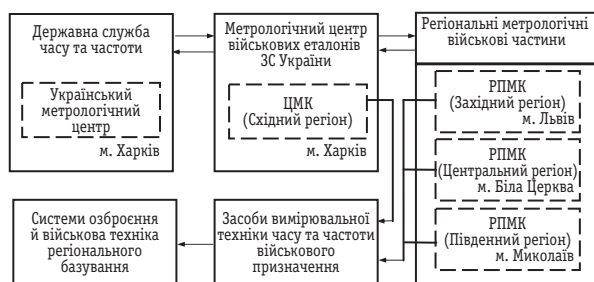 Державна служба
часу та частоти
Український
метрологічний
центр
м. Харків
Метрологічний центр
військових еталонів
ЗС України
ЦМК
(Східний регіон)
м. Харків
Регіональні метрологічні
військові частини
РПМК
(Західний регіон)
м. Львів
РПМК
(Центральний регіон)
м. Біла Церква
РПМК
(Південний регіон)
м. Миколаїв
Системи озброєння
й військова техніка
регіонального
базування
Засоби вимірювальної
техніки часу та частоти
військового
призначення